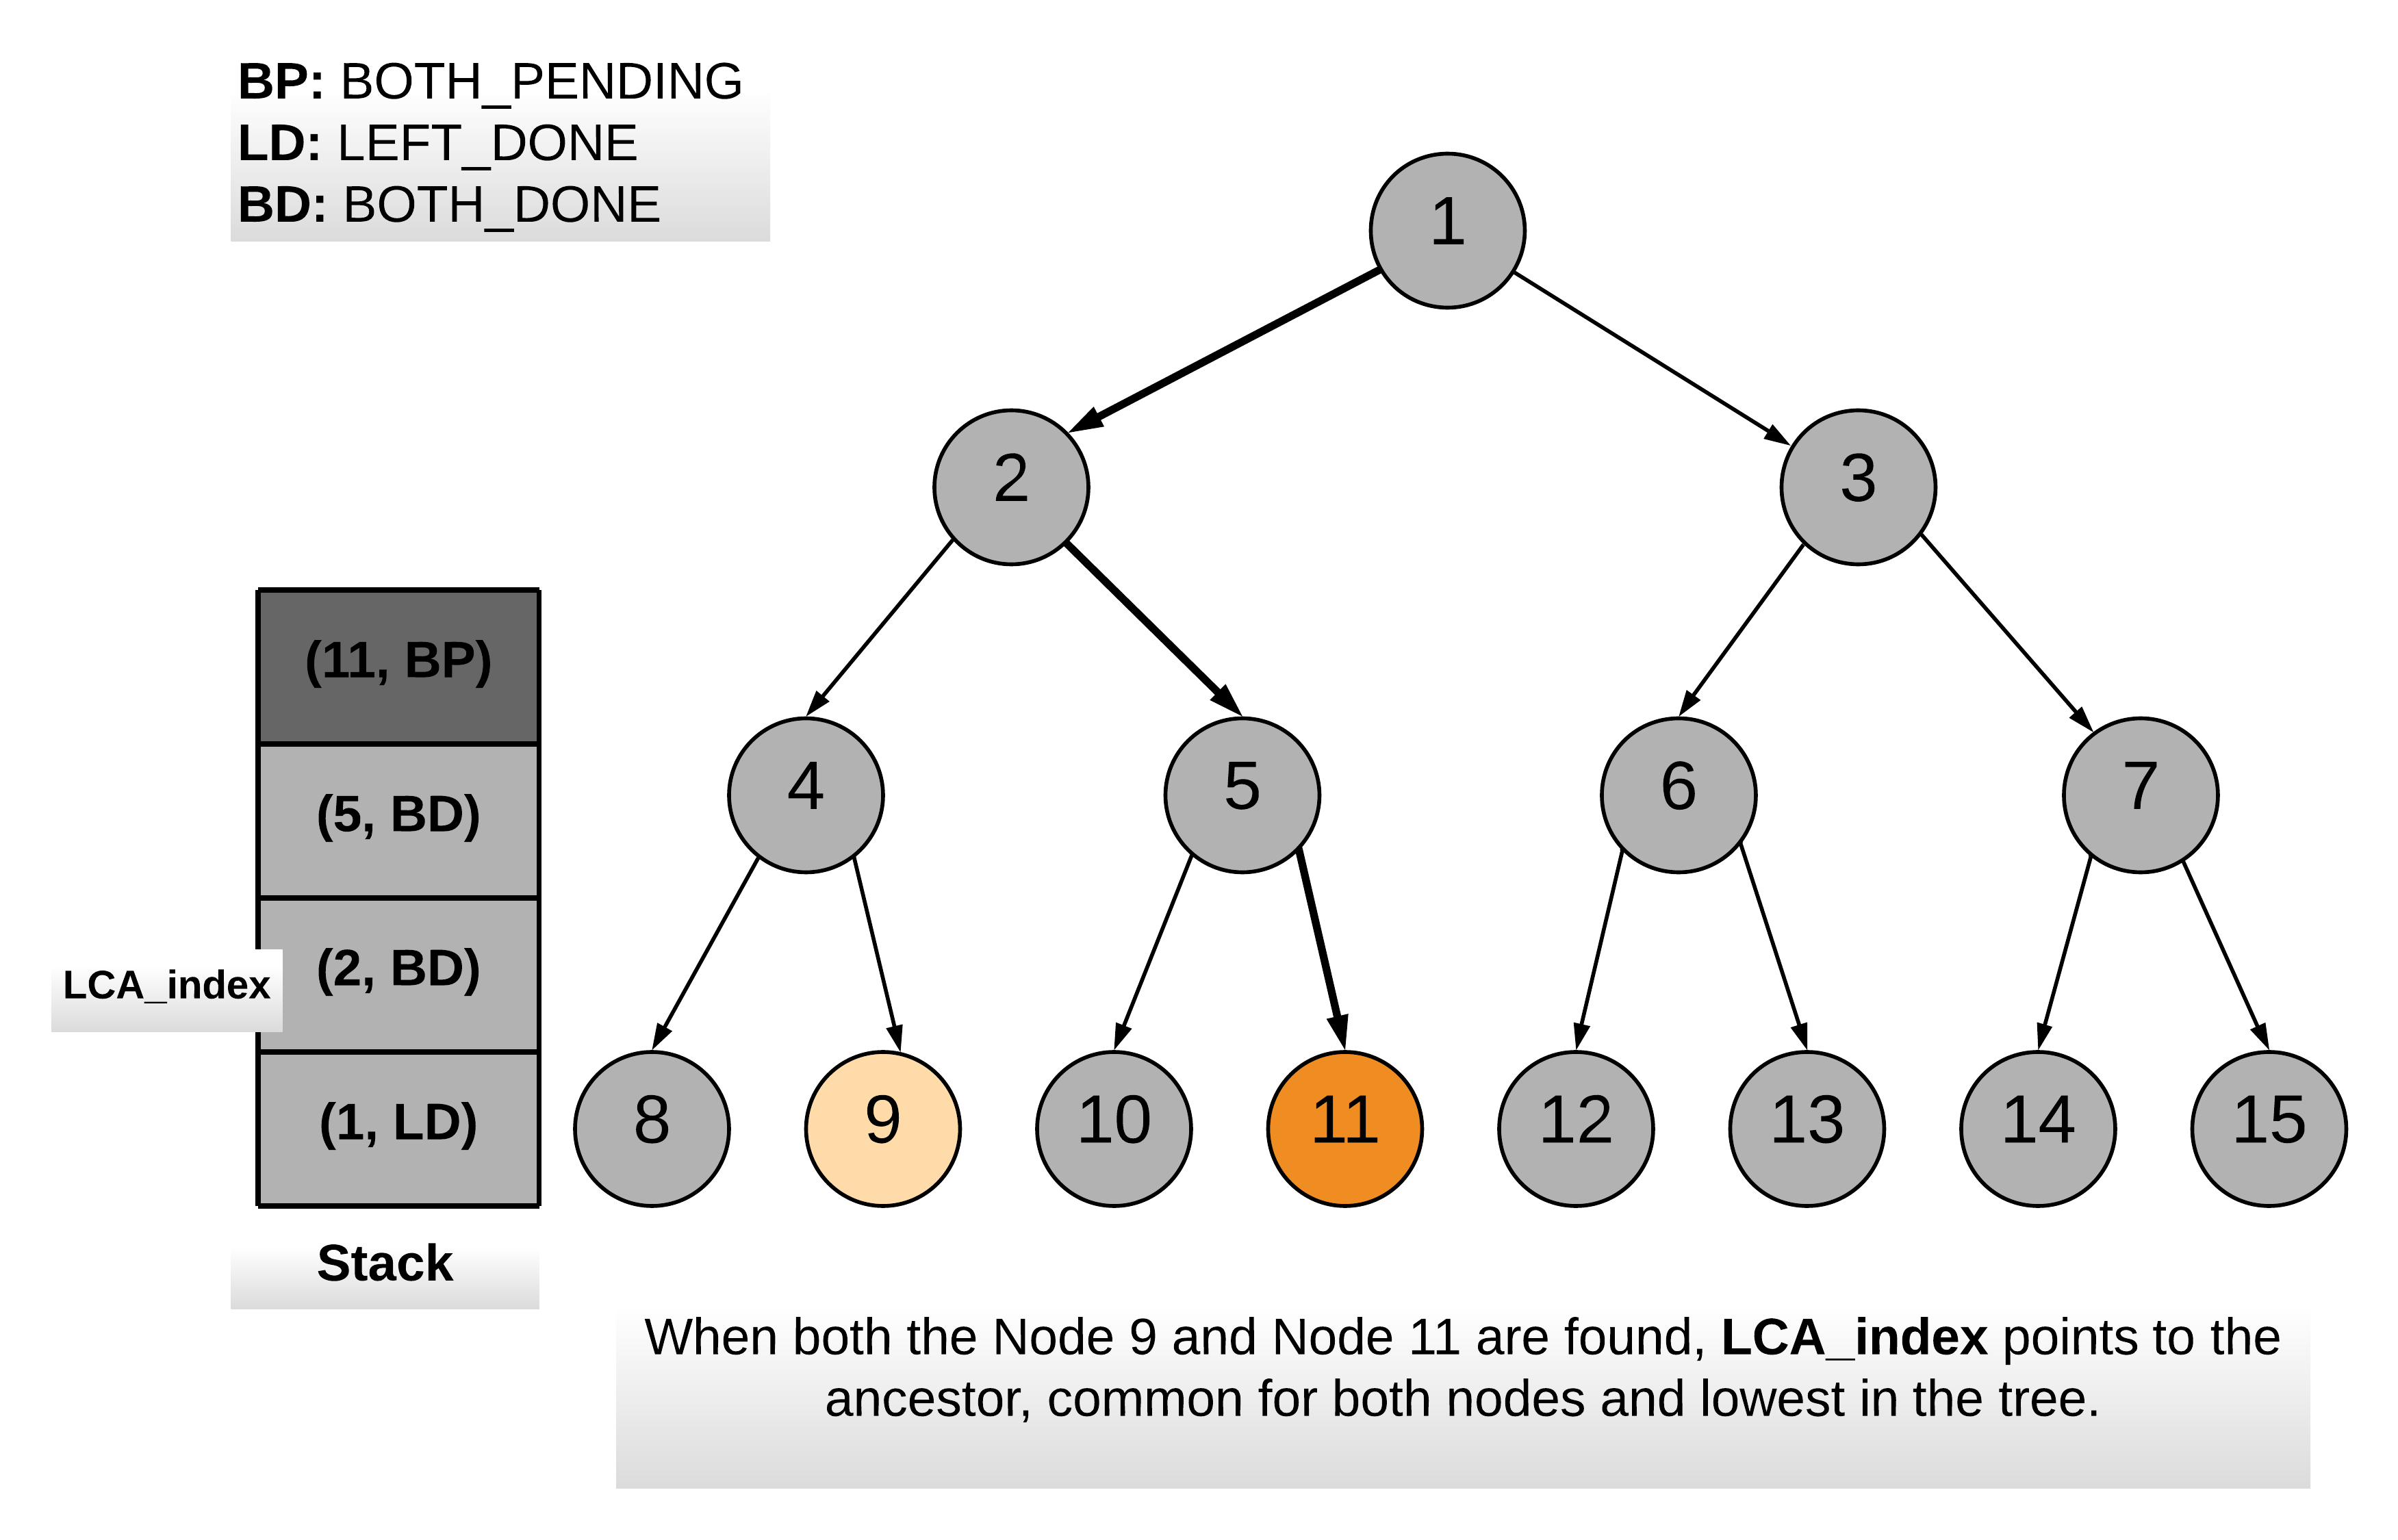 BP: BOTH_PENDING
LD: LEFT_DONE
BD: BOTH_DONE
1
2
3
4
5
6
7
8
9
10
11
12
13
14
15
(11, BP)
(5, BD)
(2, BD)
LCA_index
(1, LD)
Stack
When both the Node 9 and Node 11 are found, LCA_index points to the
ancestor, common for both nodes and lowest in the tree.